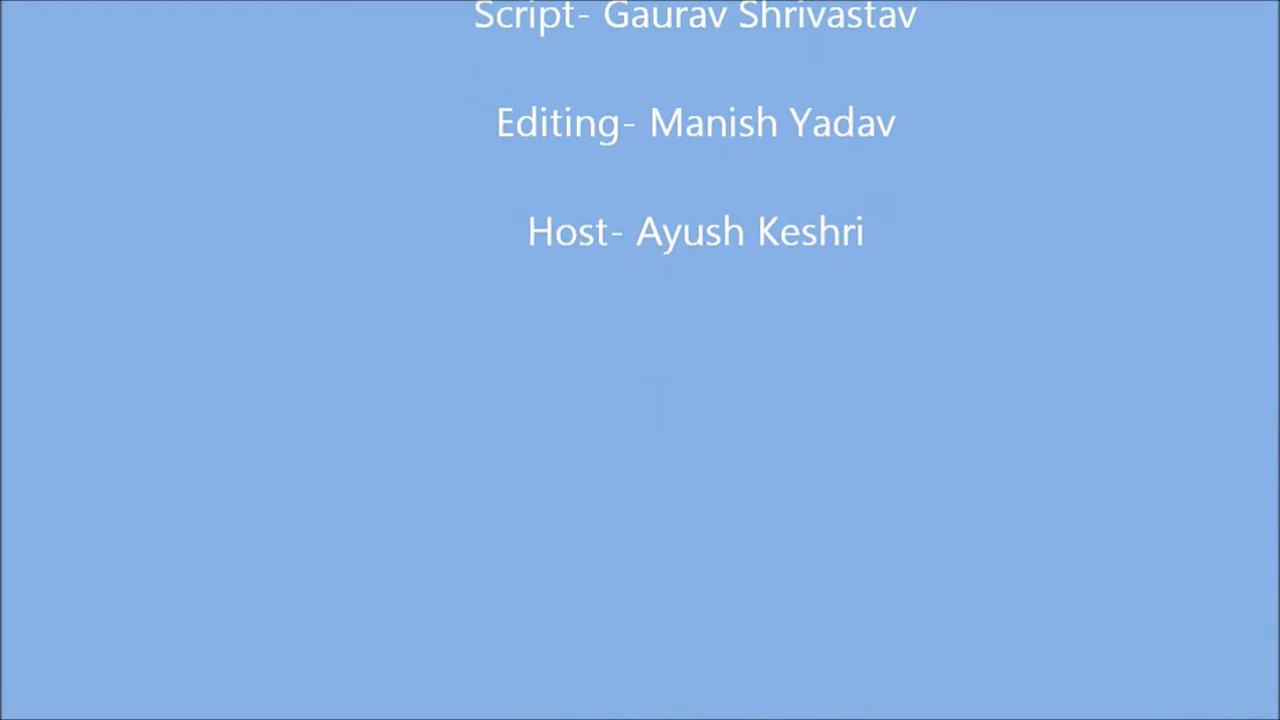 Script- Gaurav Shrivastav
Editing- Manish Yadav
Host- Ayush Keshri